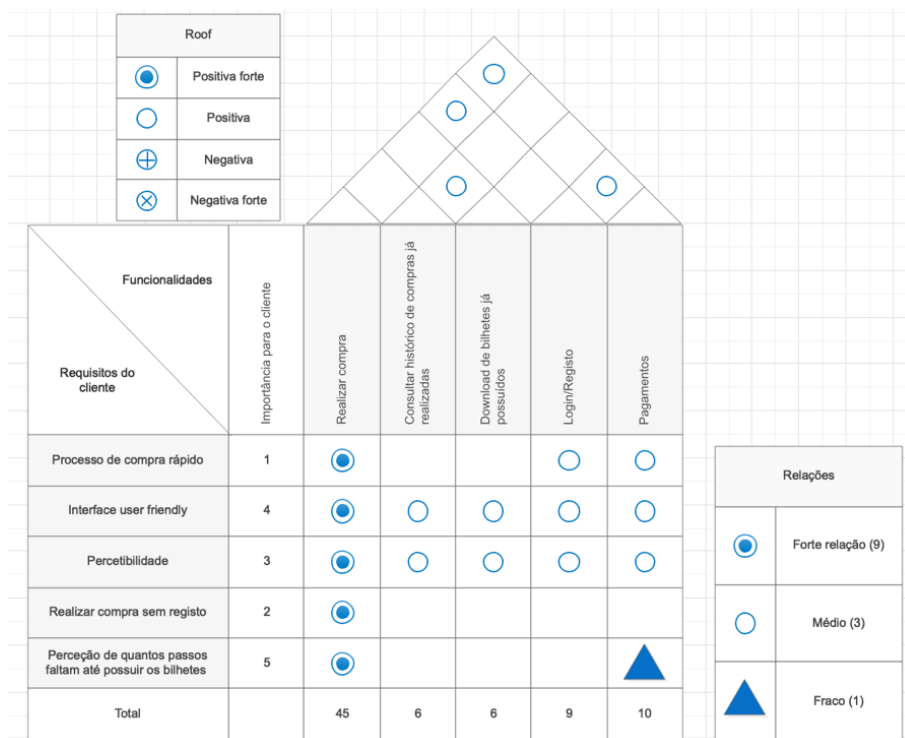 Roof
Positiva forte
Positiva
Negativa
Negativa forte
Funcionalidades
Requisitos do
cliente
Importância para o cliente
Realizar compra
Consultar histórico de compras já
realizadas
Download de bilhetes já
possuídos
Login/Registo
Pagamentos
Processo de compra rápido
1
Interface user friendly
4
Percetibilidade
3
Realizar compra sem registo
2
Perceção de quantos passos
faltam até possuir os bilhetes
5
Total
45
6
6
9
10
Relações
Forte relação (9)
Médio (3)
Fraco (1)